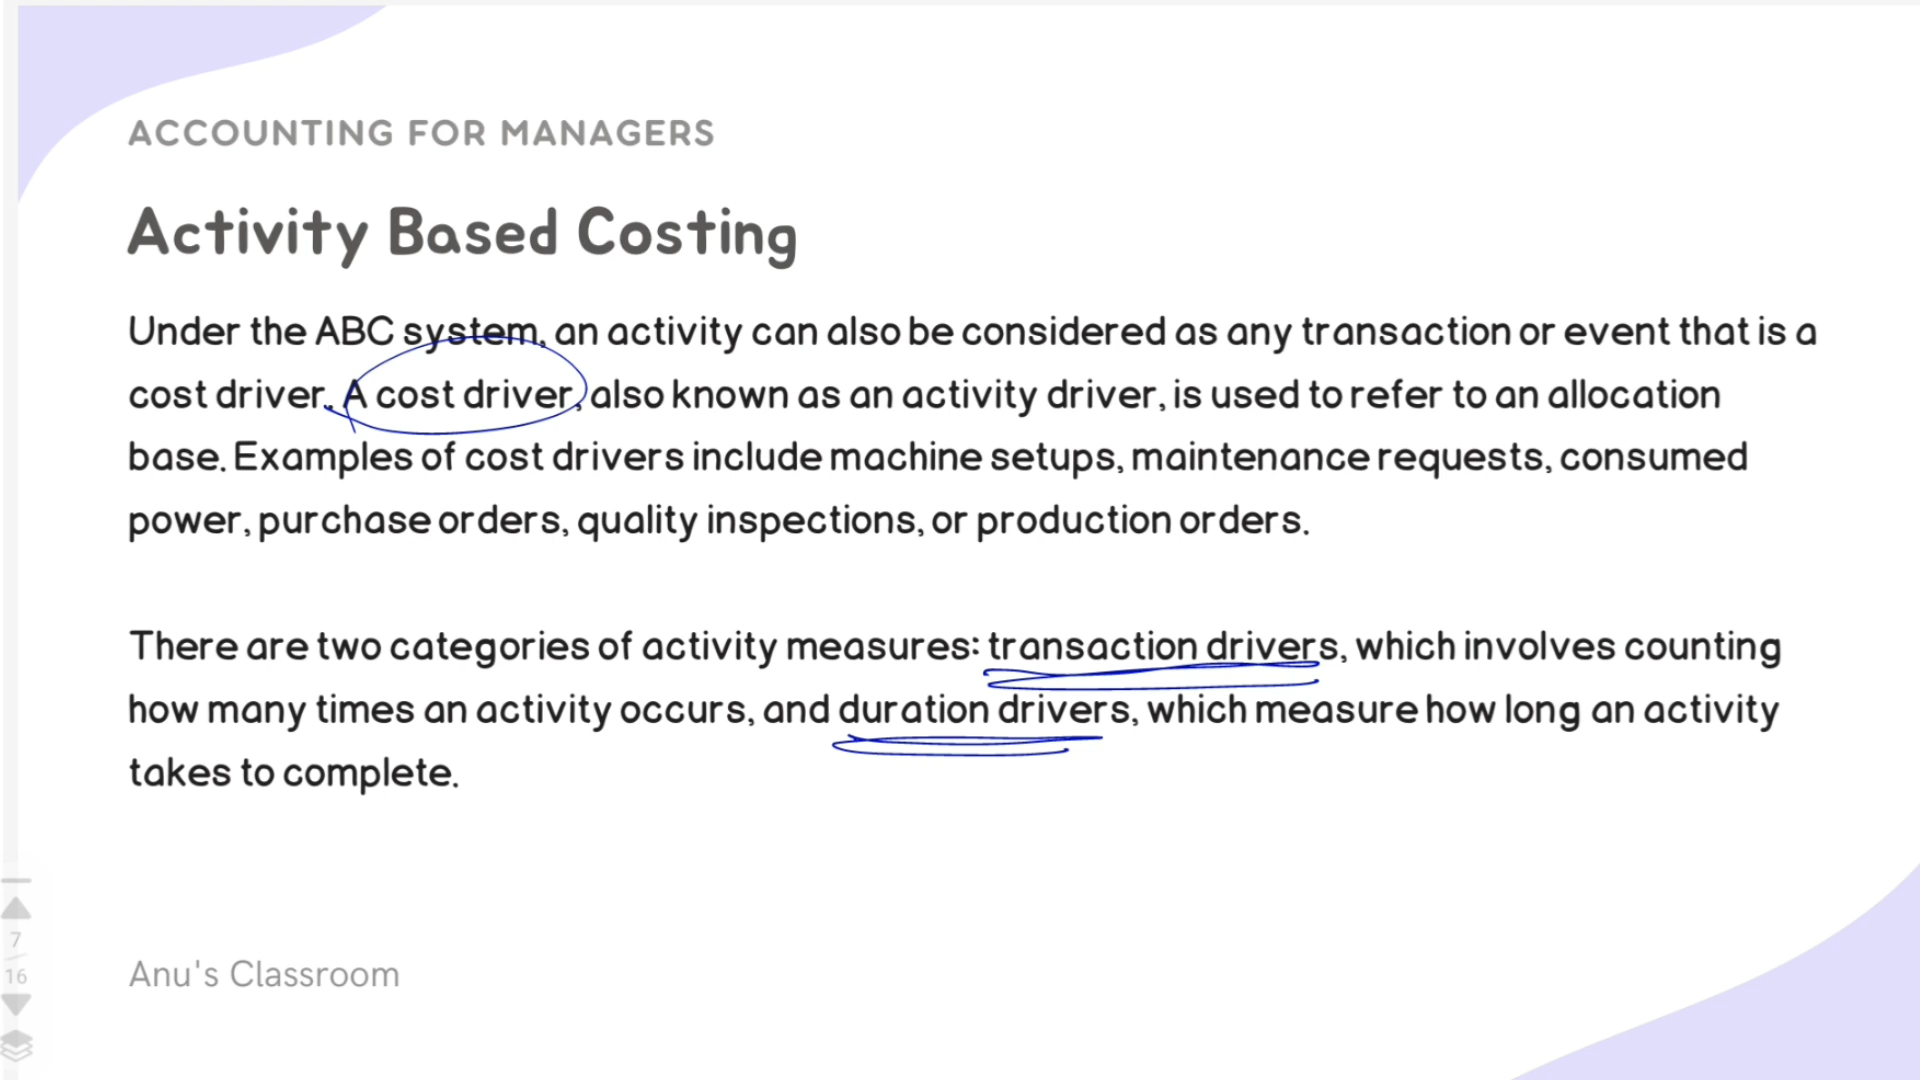 ACCOUNTING FOR MANAGERS
Activity Based Costing
Under the ABC system, an activity can also be considered as any transaction or event that is a
cost driver. A cost driver, also known as an activity driver, is used to refer to an allocation
base. Examples of cost drivers include machine setups, maintenance requests, consumed
power, purchase orders, quality inspections, or production orders.
There are two categories of activity measures: transaction drivers, which involves counting
how many times an activity occurs, and duration drivers, which measure how long an activity
takes to complete.
7
16
Anu's Classroom